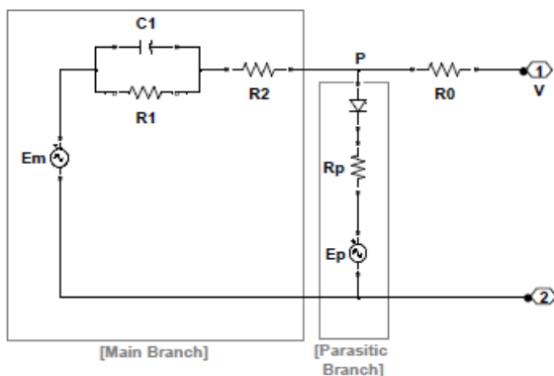 C1
P
1
R1
R2
R0
V
Em
Rp
Ep
2
[Main Branch]
[Parasitic
Branch]